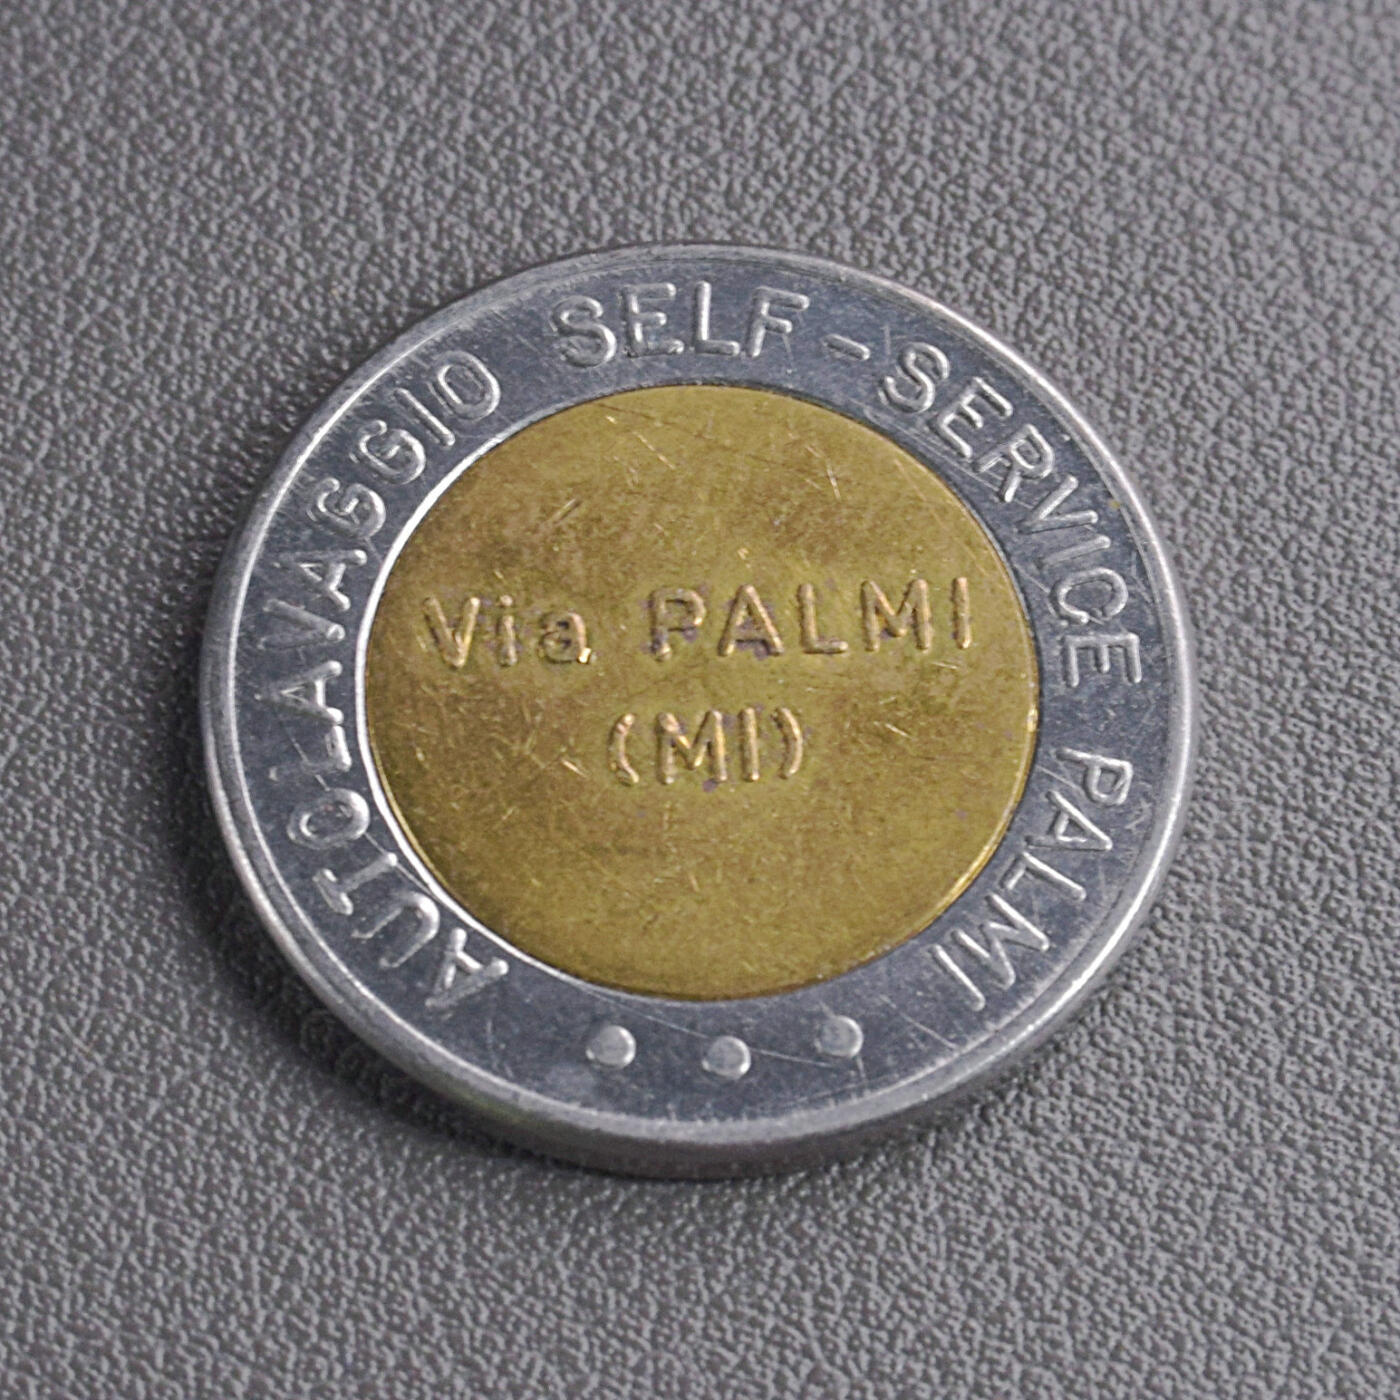 AUTOLAVAGGIO SELF-SERVICE PALMI
Via PALMI
(MI)